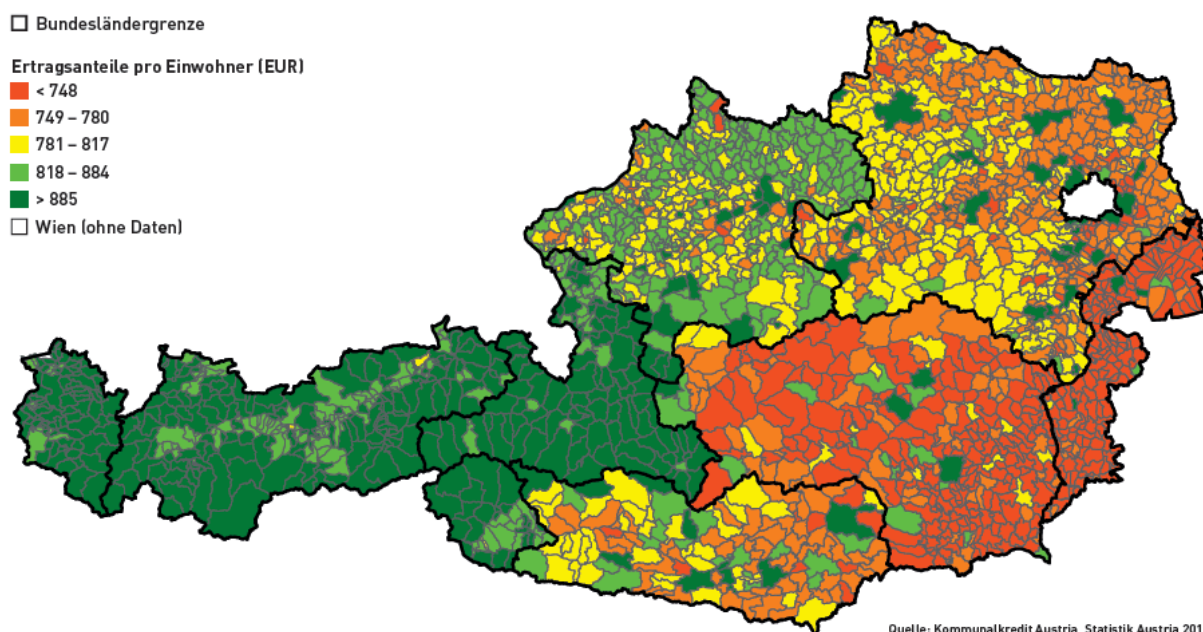 Bundesländergrenze
Ertragsanteile pro Einwohner (EUR)
< 748
749 – 780
781 – 817
818 – 884
> 885
Wien (ohne Daten)
Quelle: Kommunalkredit Austria, Statistik Austria